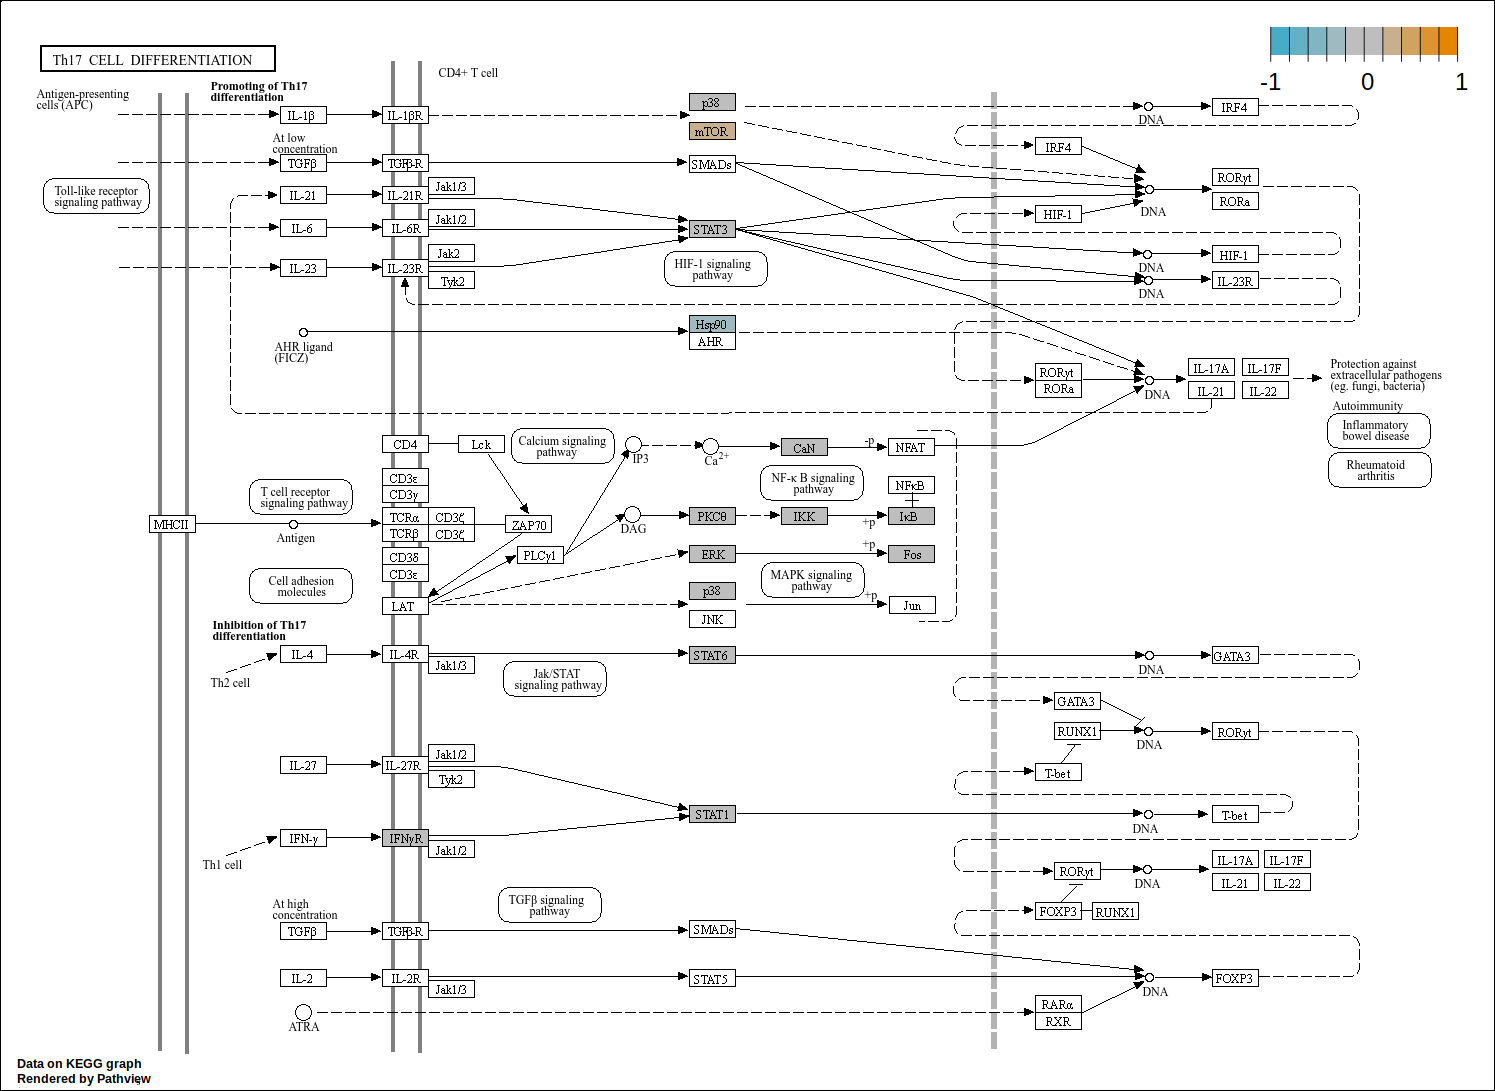 Th17 CELL DIFFERENTIATION
-1
0
1
CD4+ T cell
Antigen-presenting
cells (APC)
Promoting of Th17
differentiation
IL-1β
IL-1βR
p38
mTOR
DNA
IRF4
At low
concentration
TGFβ
TGFβ-R
SMADs
IRF4
DNA
RORγt
RORa
Toll-like receptor
signaling pathway
IL-21
IL-21R
Jak1/3
IL-6
IL-6R
Jak1/2
STAT3
HIF-1
IL-23
IL-23R
Jak2
Tyk2
HIF-1 signaling
pathway
DNA
HIF-1
DNA
IL-23R
AHR ligand
(FICZ)
Hsp90
AHR
RORγt
RORa
DNA
IL-17A
IL-17F
IL-21
IL-22
Protection against
extracellular pathogens
(eg. fungi, bacteria)
Autoimmunity
Inflammatory
bowel disease
Rheumatoid
arthritis
CD4
Lck
Calcium signaling
pathway
IP3
Ca2+
CaN
-p
NFAT
CD3ε
CD3γ
T cell receptor
signaling pathway
NF-κ B signaling
pathway
NFκB
MHCII
Antigen
TCRα
CD3ζ
TCRβ
CD3ζ
ZAP70
DAG
PKCθ
IKK
+p
IκB
CD3δ
CD3ε
PLCγ1
ERK
+p
Fos
Cell adhesion
molecules
LAT
p38
JNK
MAPK signaling
pathway
+p
Jun
Inhibition of Th17
differentiation
IL-4
IL-4R
Jak1/3
Th2 cell
Jak/STAT
signaling pathway
STAT6
DNA
GATA3
GATA3
RUNX1
DNA
RORγt
T-bet
IL-27
IL-27R
Jak1/2
Tyk2
STAT1
DNA
T-bet
IFN-γ
IFNγR
Jak1/2
Th1 cell
RORγt
DNA
IL-17A
IL-17F
IL-21
IL-22
FOXP3
RUNX1
At high
concentration
TGFβ
TGFβ-R
TGFβ signaling
pathway
SMADs
IL-2
IL-2R
Jak1/3
STAT5
DNA
FOXP3
ATRA
RARα
RXR
Data on KEGG graph
Rendered by Pathview